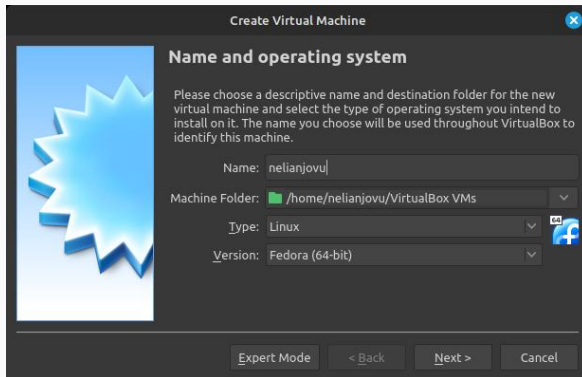 Create Virtual Machine
Name and operating system
Please choose a descriptive name and destination folder for the new
virtual machine and select the type of operating system you intend to
install on it. The name you choose will be used throughout VirtualBox to
identify this machine.
Name: nelianjovu
Machine Folder: /home/nelianjovu/VirtualBox VMs
Type: Linux
64
Version: Fedora (64-bit)
Expert Mode < Back Next > Cancel